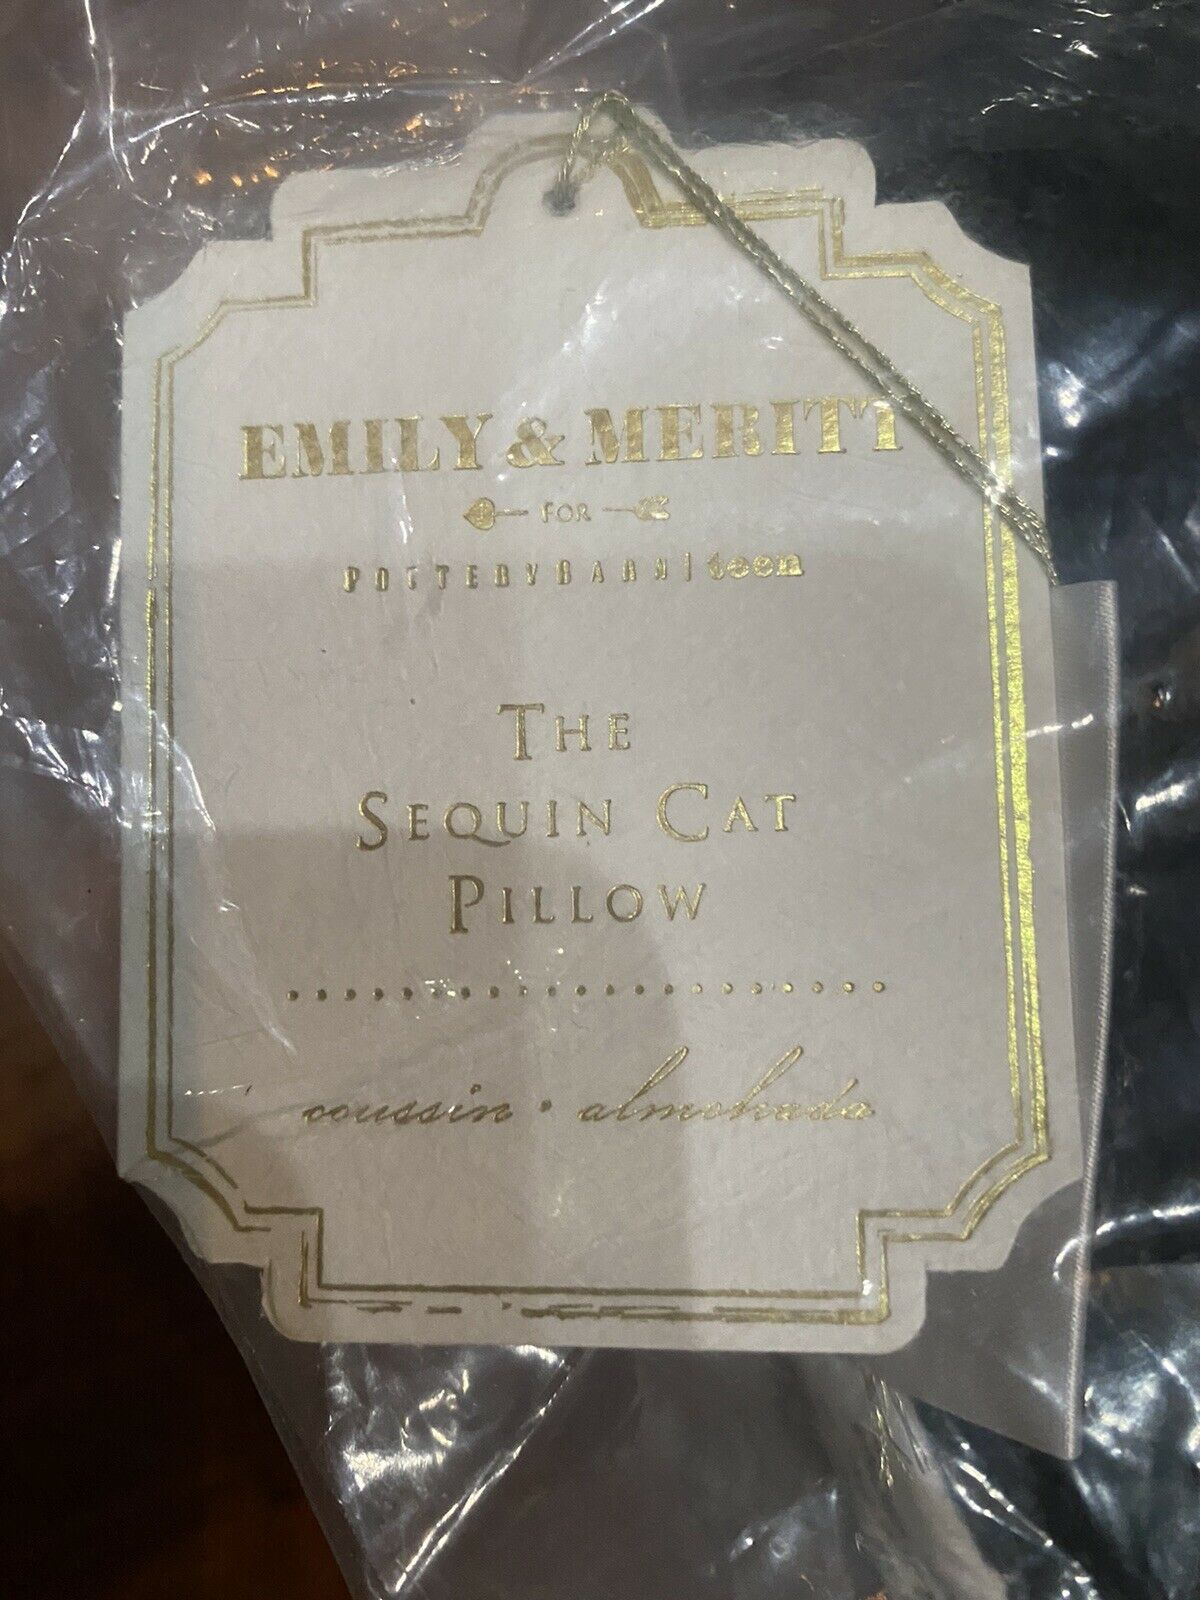 EMILY & MERITT
FOR
POTTERYBARN | teen
THE
SEQUIN CAT
PILLOW
coussin • almohada